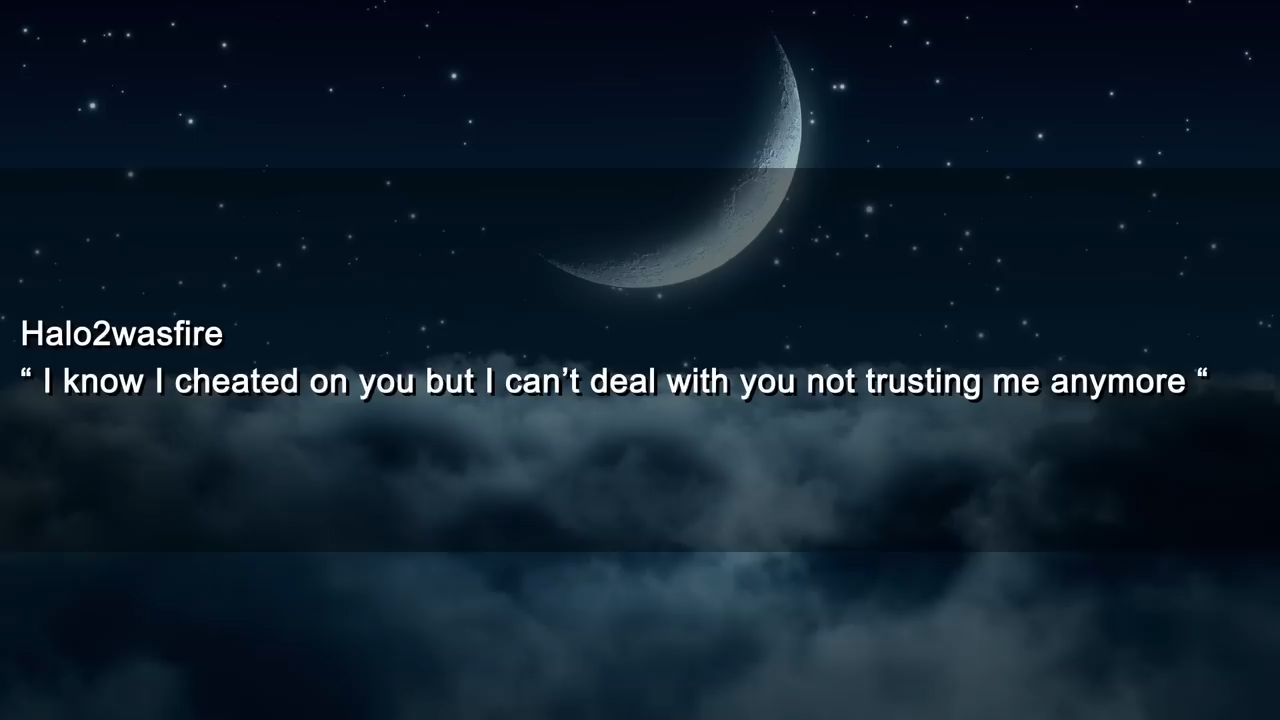 Halo2wasfire
“ I know I cheated on you but I can’t deal with you not trusting me anymore “